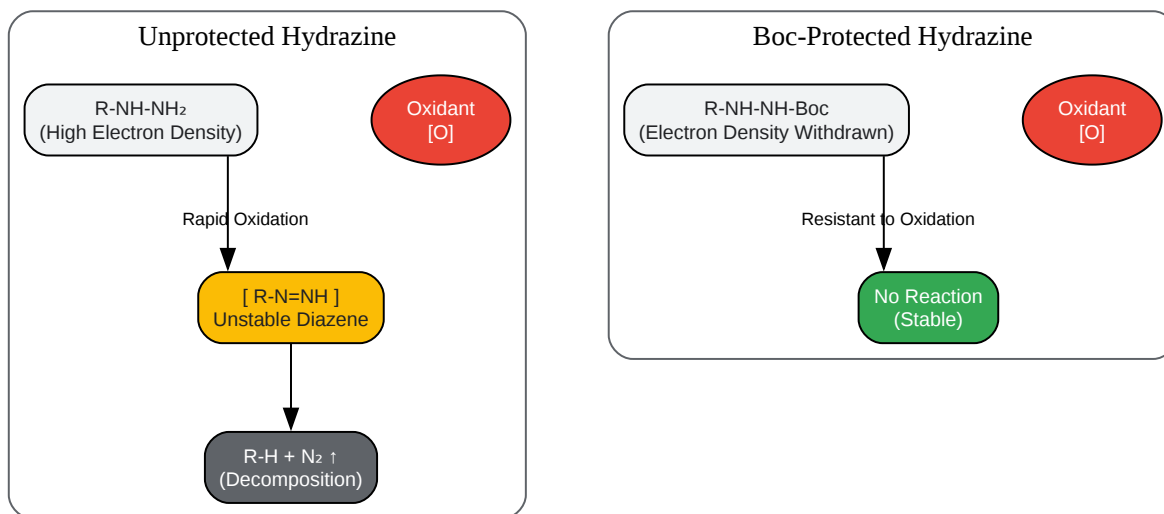 Unprotected Hydrazine
R-NH-NH₂
(High Electron Density)
Oxidant
[O]
Rapid Oxidation
[ R-N=NH ]
Unstable Diazene
R-H + N₂ ↑
(Decomposition)
Boc-Protected Hydrazine
R-NH-NH-Boc
(Electron Density Withdrawn)
Oxidant
[O]
Resistant to Oxidation
No Reaction
(Stable)